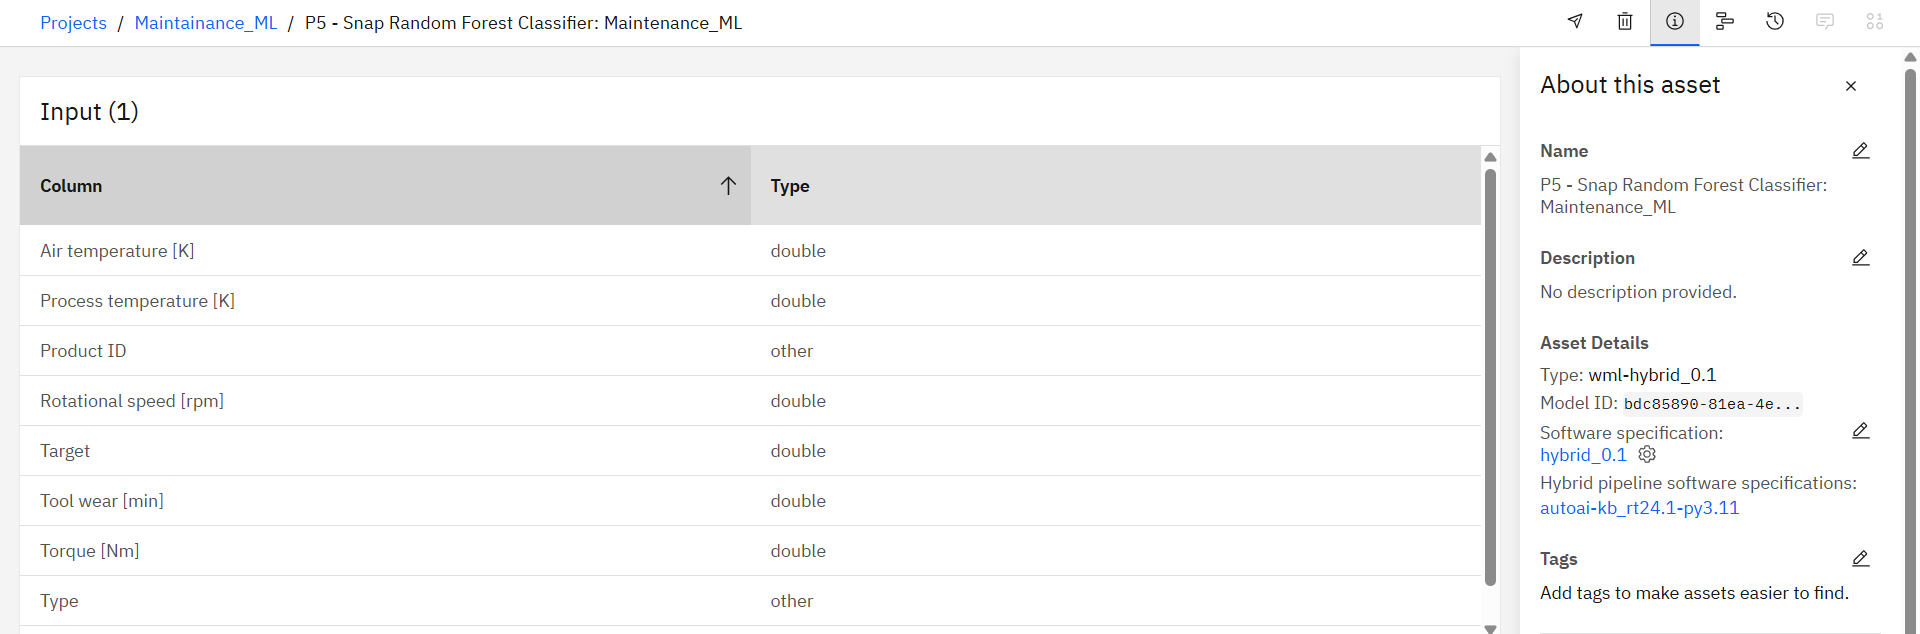 Projects / Maintainance_ML / P5 - Snap Random Forest Classifier: Maintenance_ML
Input (1)
Column Type
Air temperature [K] double
Process temperature [K] double
Product ID other
Rotational speed [rpm] double
Target double
Tool wear [min] double
Torque [Nm] double
Type other
About this asset
Name
P5 - Snap Random Forest Classifier:
Maintenance_ML
Description
No description provided.
Asset Details
Type: wml-hybrid_0.1
Model ID: bdc85890-81ea-4e...
Software specification:
hybrid_0.1
Hybrid pipeline software specifications:
autoai-kb_rt24.1-py3.11
Tags
Add tags to make assets easier to find.